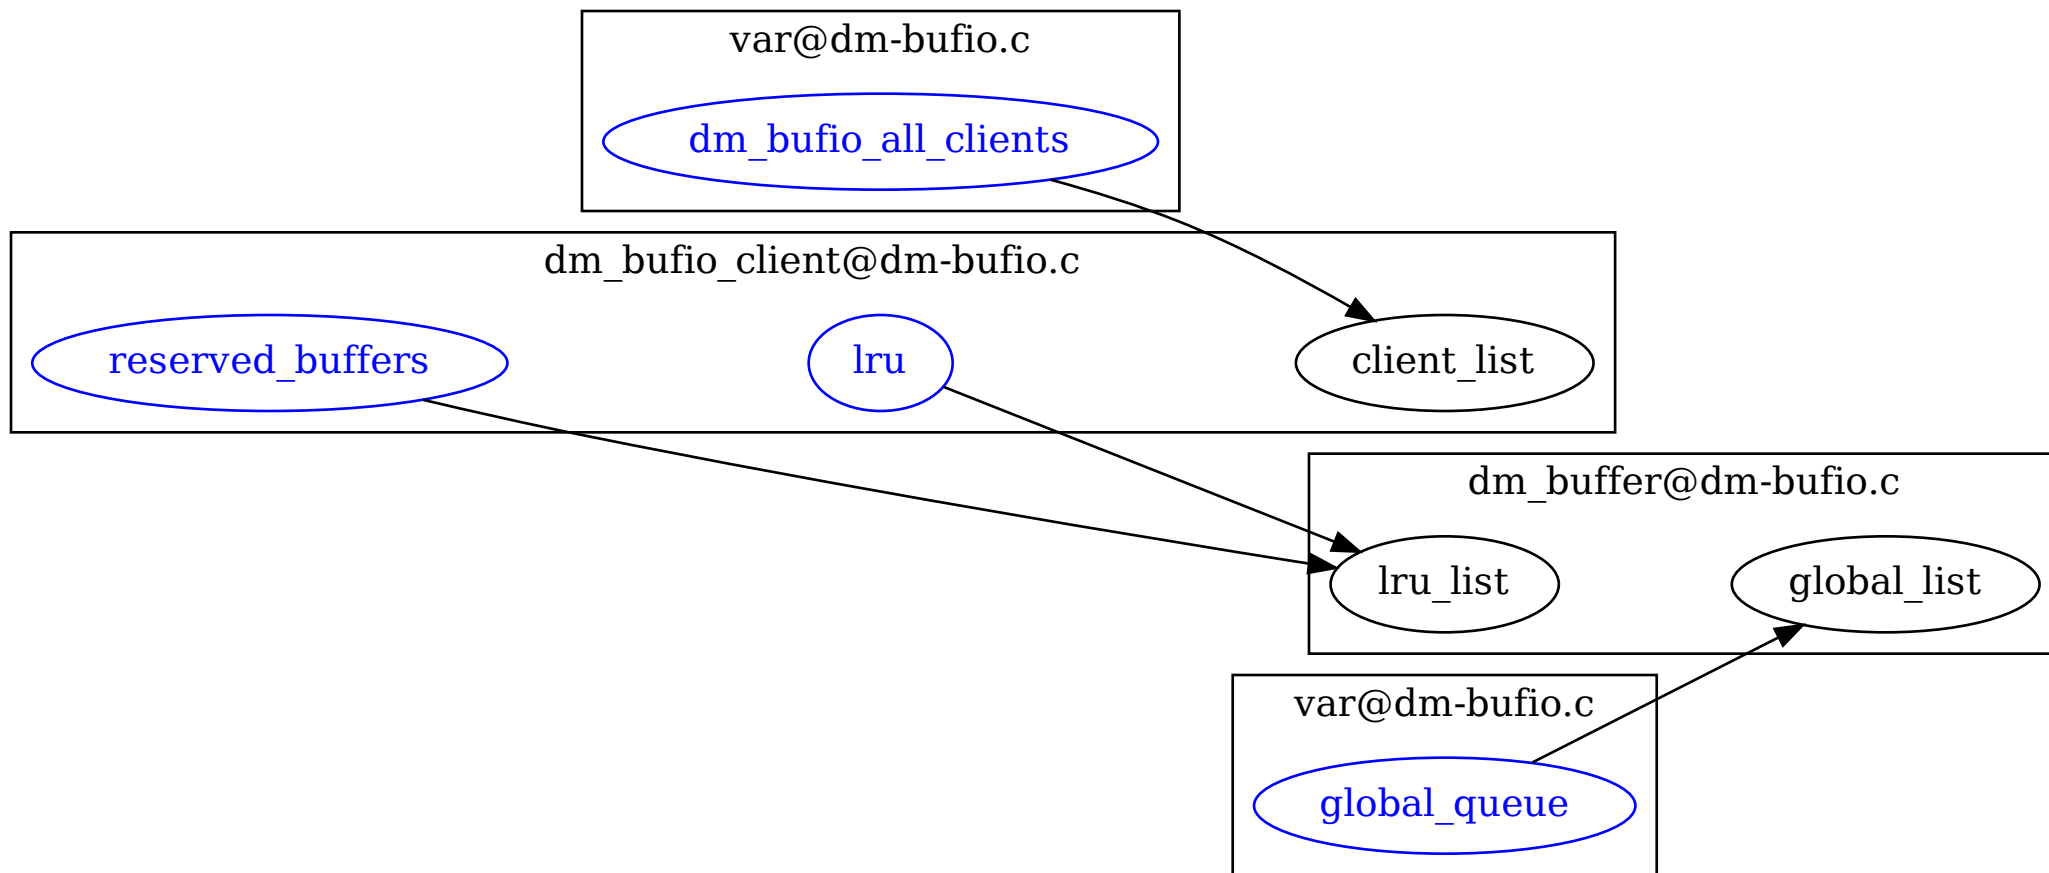 var@dm-bufio.c
dm_bufio_all_clients
dm_bufio_client@dm-bufio.c
reserved_buffers
lru
client_list
dm_buffer@dm-bufio.c
lru_list
global_list
var@dm-bufio.c
global_queue